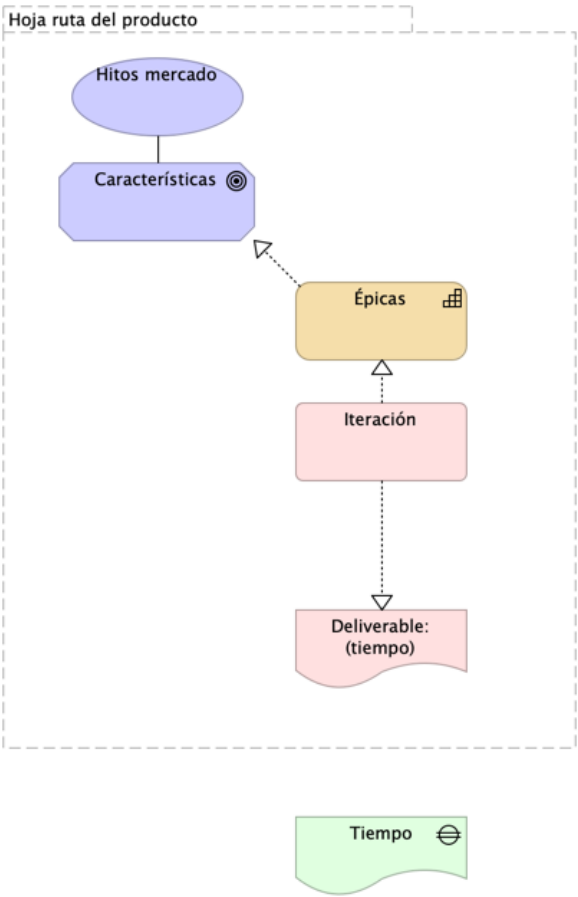 Hoja ruta del producto
Hitos mercado
Características
Épicas
Iteración
Deliverable:
(tiempo)
Tiempo